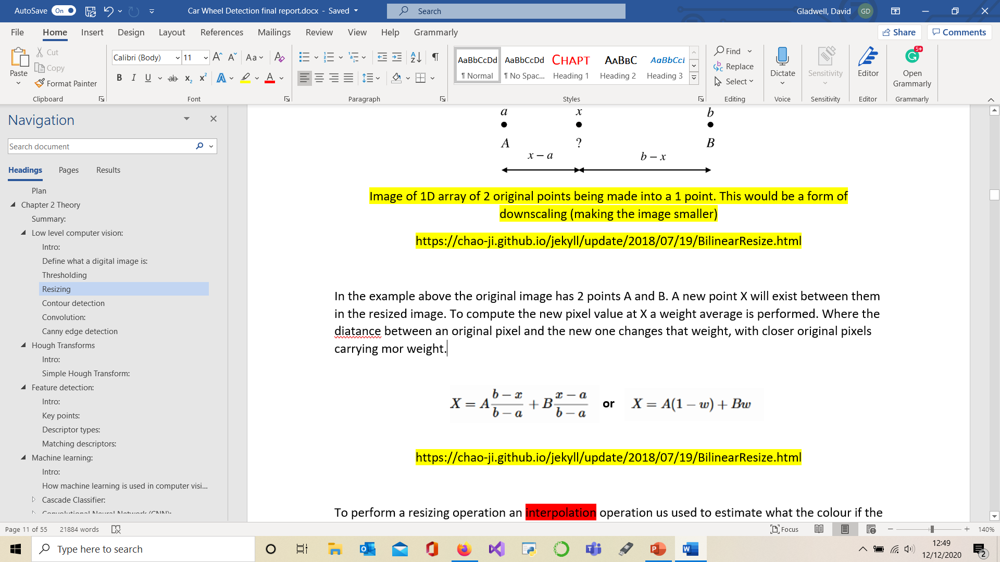 AutoSave On Car Wheel Detection final report.docx - Saved Search Gladwell, David GD
File Home Insert Design Layout References Mailings Review View Help Grammarly Share Comments
Paste Cut Copy Format Painter
Clipboard
Calibri (Body) 11 Aa
B I U ab x2 x2 A A
Font
Paragraph
AaBbCcDd AaBbCcDd CHAPT AABBC AaBbCcI
¶ Normal ¶ No Spac... Heading 1 Heading 2 Heading 3
Styles
Find
Replace
Select
Editing
Dictate
Voice
Sensitivity
Sensitivity
Editor
Editor
5+
Open
Grammarly
Grammarly
Navigation
Search document
Headings Pages Results
Plan
Chapter 2 Theory
Summary:
Low level computer vision:
Intro:
Define what a digital image is:
Thresholding
Resizing
Contour detection
Convolution:
Canny edge detection
Hough Transforms
Intro:
Simple Hough Transform:
Feature detection:
Intro:
Key points:
Descriptor types:
Matching descriptors:
Machine learning:
Intro:
How machine learning is used in computer visi...
Cascade Classifier:
Convolutional Neural Network (CNN):
a x b
A ? B
x − a b − x
Image of 1D array of 2 original points being made into a 1 point. This would be a form of
downscaling (making the image smaller)
https://chao-ji.github.io/jekyll/update/2018/07/19/BilinearResize.html
In the example above the original image has 2 points A and B. A new point X will exist between them
in the resized image. To compute the new pixel value at X a weight average is performed. Where the
diatance between an original pixel and the new one changes that weight, with closer original pixels
carrying mor weight.
X = A (b − x)/(b − a) + B (x − a)/(b − a) or X = A(1 − w) + Bw
https://chao-ji.github.io/jekyll/update/2018/07/19/BilinearResize.html
To perform a resizing operation an interpolation operation us used to estimate what the colour if the
Page 11 of 55 21884 words Focus 140%
Type here to search
12:49
12/12/2020
2